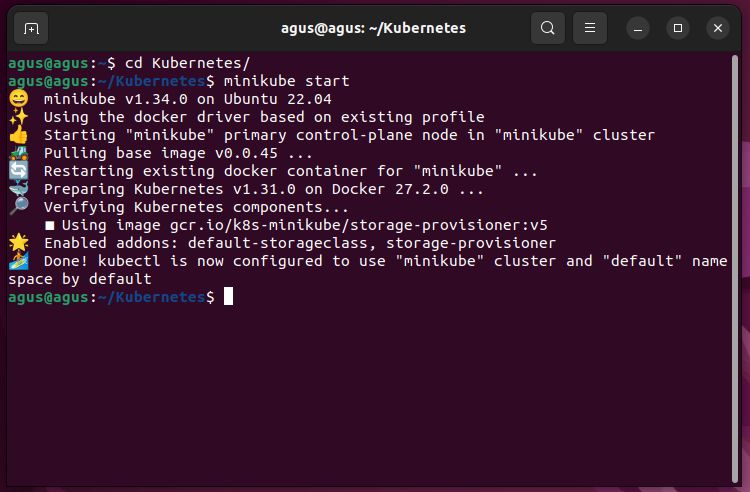 agus@agus: ~/Kubernetes
agus@agus:~$ cd Kubernetes/
agus@agus:~/Kubernetes$ minikube start
😄  minikube v1.34.0 on Ubuntu 22.04
✨  Using the docker driver based on existing profile
👍  Starting "minikube" primary control-plane node in "minikube" cluster
🚜  Pulling base image v0.0.45 ...
🔄  Restarting existing docker container for "minikube" ...
🐳  Preparing Kubernetes v1.31.0 on Docker 27.2.0 ...
🔎  Verifying Kubernetes components...
    ■ Using image gcr.io/k8s-minikube/storage-provisioner:v5
🌟  Enabled addons: default-storageclass, storage-provisioner
🏄  Done! kubectl is now configured to use "minikube" cluster and "default" name
space by default
agus@agus:~/Kubernetes$